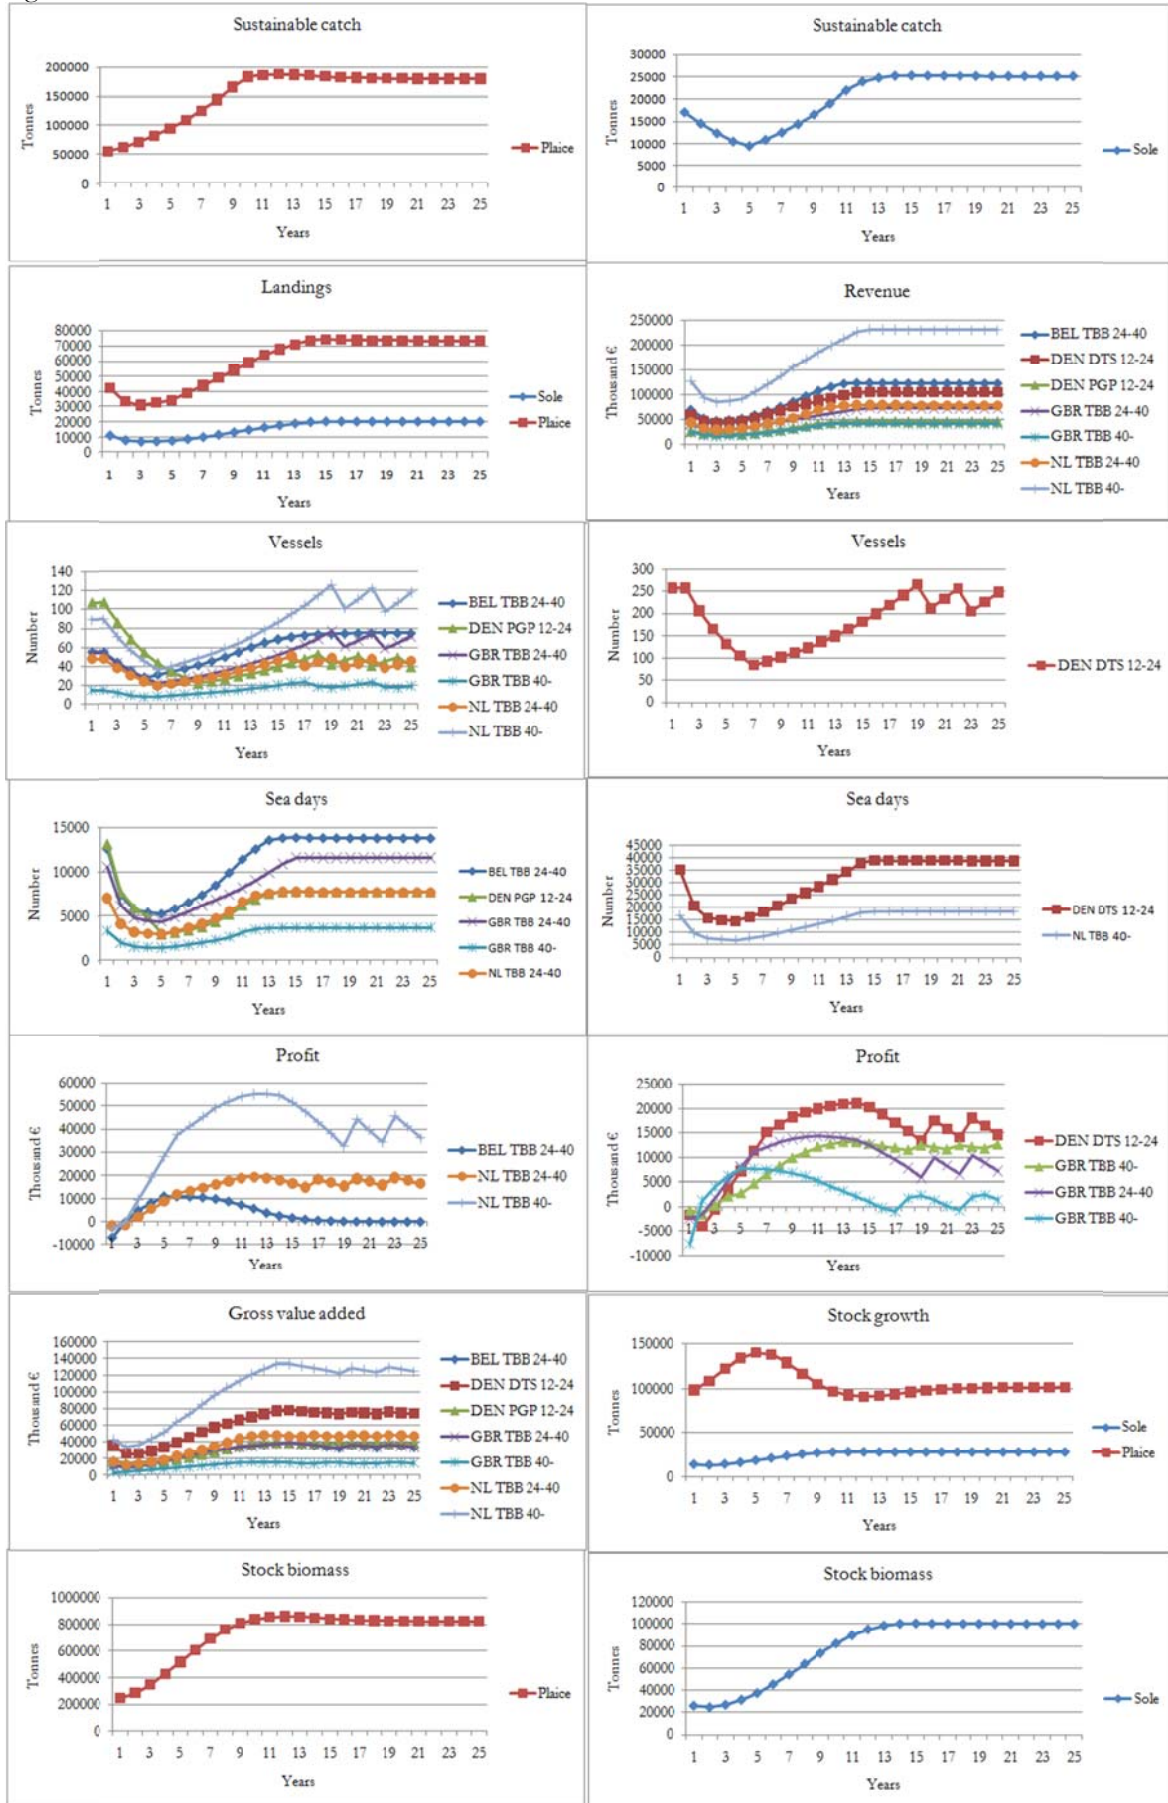 Sustainable catch
200000
150000
100000
50000
0
Tonnes
1 3 5 7 9 11 13 15 17 19 21 23 25
Years
Plaice
Sustainable catch
30000
25000
20000
15000
10000
5000
0
Tonnes
1 3 5 7 9 11 13 15 17 19 21 23 25
Years
Sole
Landings
80000
70000
60000
50000
40000
30000
20000
10000
0
Tonnes
1 3 5 7 9 11 13 15 17 19 21 23 25
Years
Sole
Plaice
Revenue
250000
200000
150000
100000
50000
0
Thousand €
1 3 5 7 9 11 13 15 17 19 21 23 25
Years
BEL TBB 24-40
DEN DTS 12-24
DEN PGP 12-24
GBR TBB 24-40
GBR TBB 40-
NL TBB 24-40
NL TBB 40-
Vessels
140
120
100
80
60
40
20
0
Number
1 3 5 7 9 11 13 15 17 19 21 23 25
Years
BEL TBB 24-40
DEN PGP 12-24
GBR TBB 24-40
GBR TBB 40-
NL TBB 24-40
NL TBB 40-
Vessels
300
250
200
150
100
50
0
Number
1 3 5 7 9 11 13 15 17 19 21 23 25
Years
DEN DTS 12-24
Sea days
15000
10000
5000
0
Number
1 3 5 7 9 11 13 15 17 19 21 23 25
Years
BEL TBB 24-40
DEN PGP 12-24
GBR TBB 24-40
GBR TBB 40-
NL TBB 24-40
Sea days
45000
40000
35000
30000
25000
20000
15000
10000
5000
0
Number
1 3 5 7 9 11 13 15 17 19 21 23 25
Years
DEN DTS 12-24
NL TBB 40-
Profit
60000
50000
40000
30000
20000
10000
0
-10000
Thousand €
1 3 5 7 9 11 13 15 17 19 21 23 25
Years
BEL TBB 24-40
NL TBB 24-40
NL TBB 40-
Profit
25000
20000
15000
10000
5000
0
-5000
-10000
Thousand €
1 3 5 7 9 11 13 15 17 19 21 23 25
Years
DEN DTS 12-24
GBR TBB 40-
GBR TBB 24-40
GBR TBB 40-
Gross value added
160000
140000
120000
100000
80000
60000
40000
20000
0
Thousand €
1 3 5 7 9 11 13 15 17 19 21 23 25
Years
BEL TBB 24-40
DEN DTS 12-24
DEN PGP 12-24
GBR TBB 24-40
GBR TBB 40-
NL TBB 24-40
NL TBB 40-
Stock growth
150000
100000
50000
0
Tonnes
1 3 5 7 9 11 13 15 17 19 21 23 25
Years
Sole
Plaice
Stock biomass
1000000
800000
600000
400000
200000
0
Tonnes
1 3 5 7 9 11 13 15 17 19 21 23 25
Years
Plaice
Stock biomass
120000
100000
80000
60000
40000
20000
0
Tonnes
1 3 5 7 9 11 13 15 17 19 21 23 25
Years
Sole